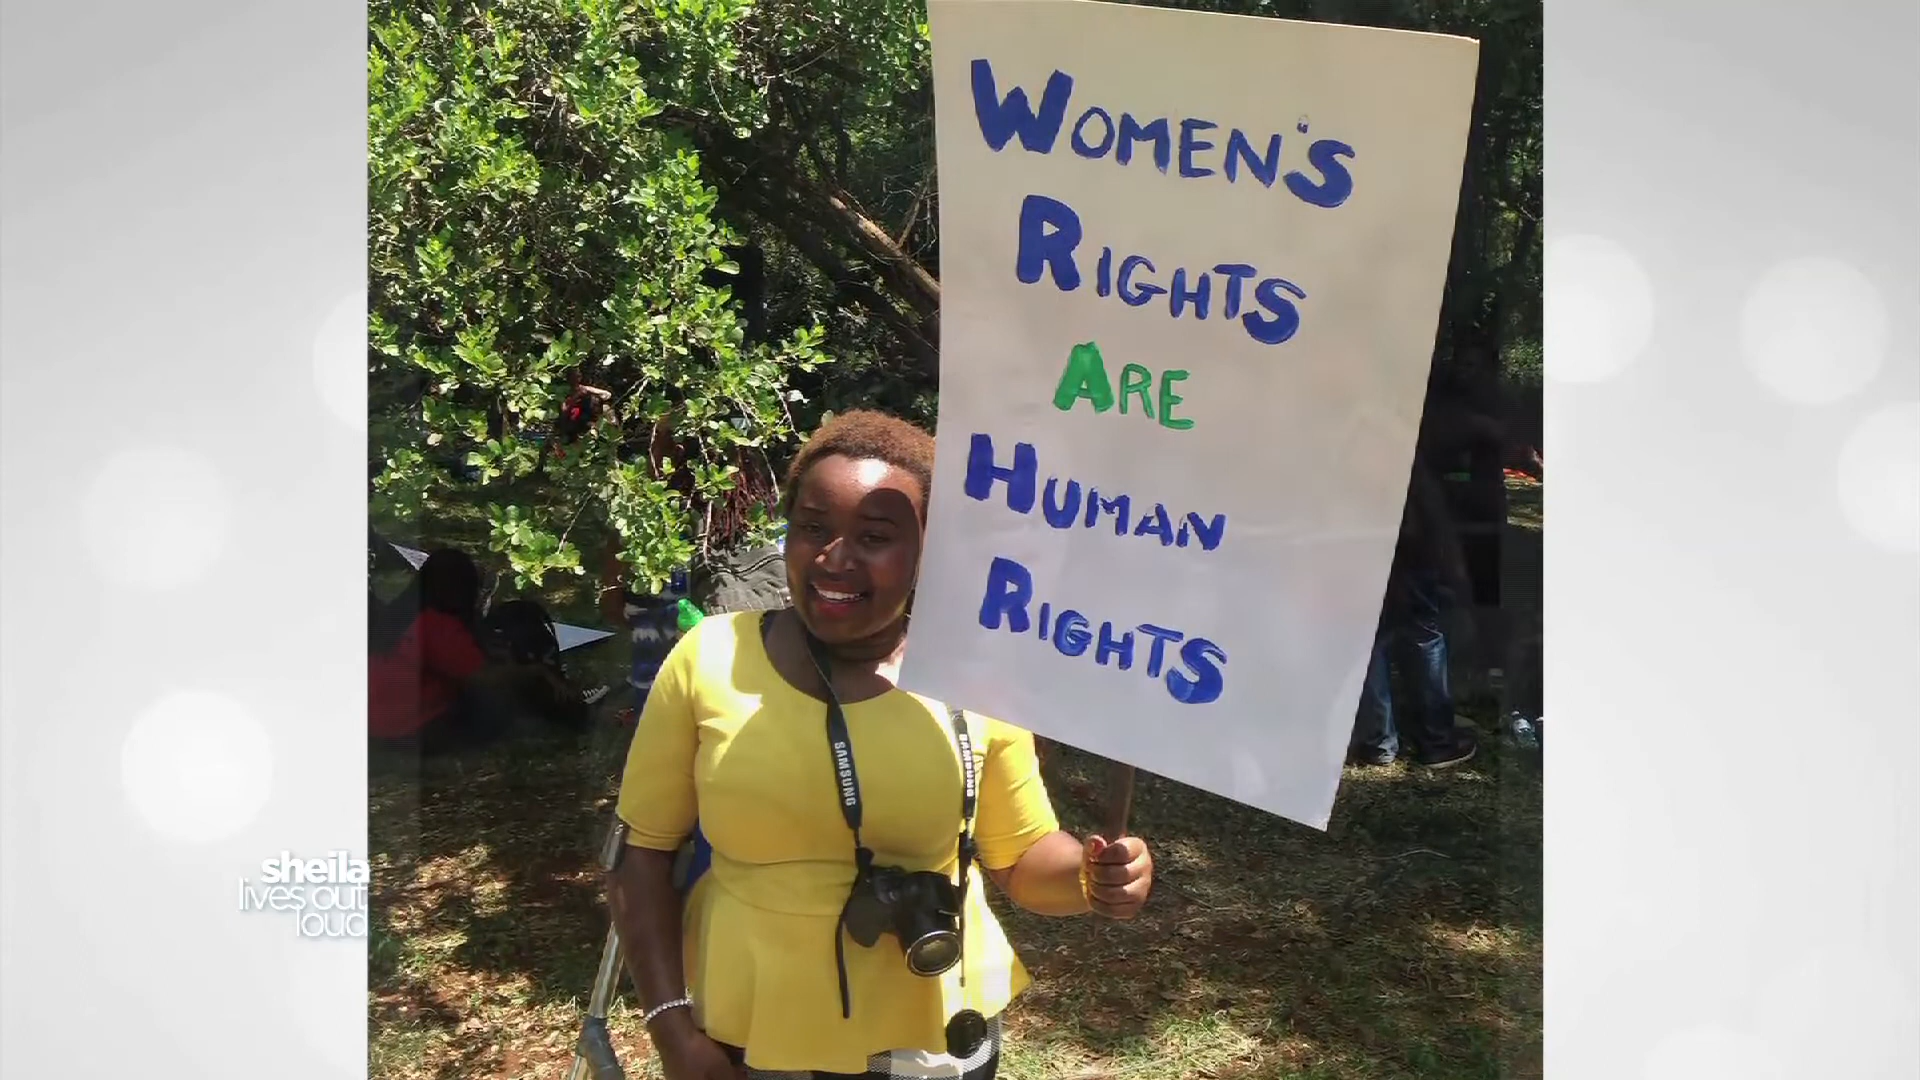 WOMEN'S
RIGHTS
ARE
HUMAN
RIGHTS
SAMSUNG
SAMSUNG
sheila
lives out
loud